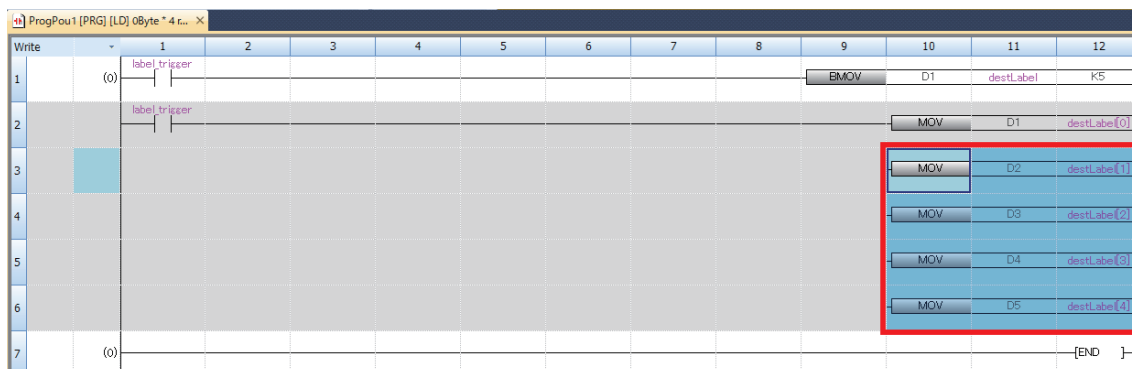 ProgPou1 [PRG] [LD] 0Byte * 4 r...
Write 1 2 3 4 5 6 7 8 9 10 11 12
label_trigger
1 (0) BMOV D1 destLabel K5
label_trigger
2 MOV D1 destLabel[0]
3 MOV D2 destLabel[1]
4 MOV D3 destLabel[2]
5 MOV D4 destLabel[3]
6 MOV D5 destLabel[4]
7 (0) [END ]